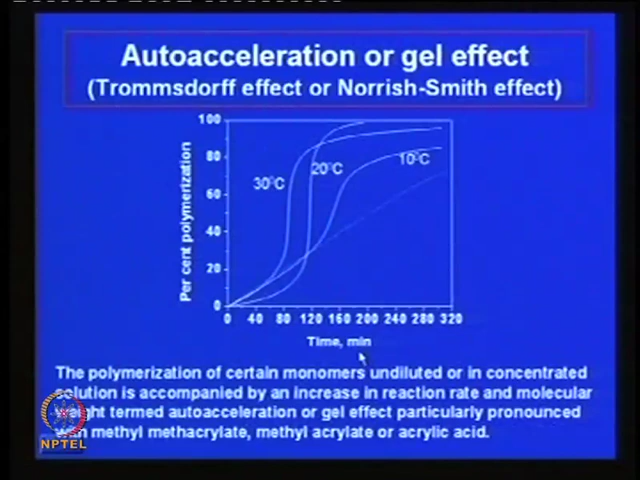 Autoacceleration or gel effect
(Trommsdorff effect or Norrish-Smith effect)
100
80
60
40
20
0
Per cent polymerization
30°C
20°C
10°C
0 40 80 120 160 200 240 280 320
Time, min
The polymerization of certain monomers undiluted or in concentrated
solution is accompanied by an increase in reaction rate and molecular
weight termed autoacceleration or gel effect particularly pronounced
with methyl methacrylate, methyl acrylate or acrylic acid.
NPTEL